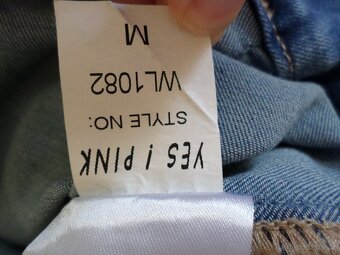 YES ! PINK
STYLE NO:
WL1082
M